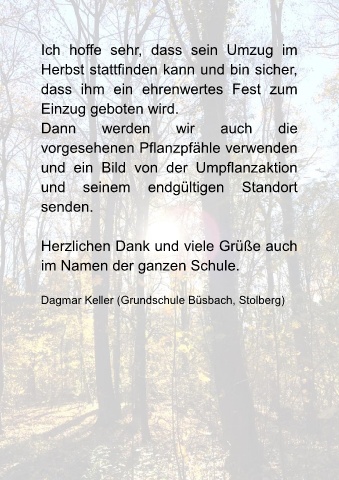 Ich hoffe sehr, dass sein Umzug im
Herbst stattfinden kann und bin sicher,
dass ihm ein ehrenwertes Fest zum
Einzug geboten wird.
Dann werden wir auch die
vorgesehenen Pflanzpfähle verwenden
und ein Bild von der Umpflanzaktion
und seinem endgültigen Standort
senden.
Herzlichen Dank und viele Grüße auch
im Namen der ganzen Schule.
Dagmar Keller (Grundschule Büsbach, Stolberg)